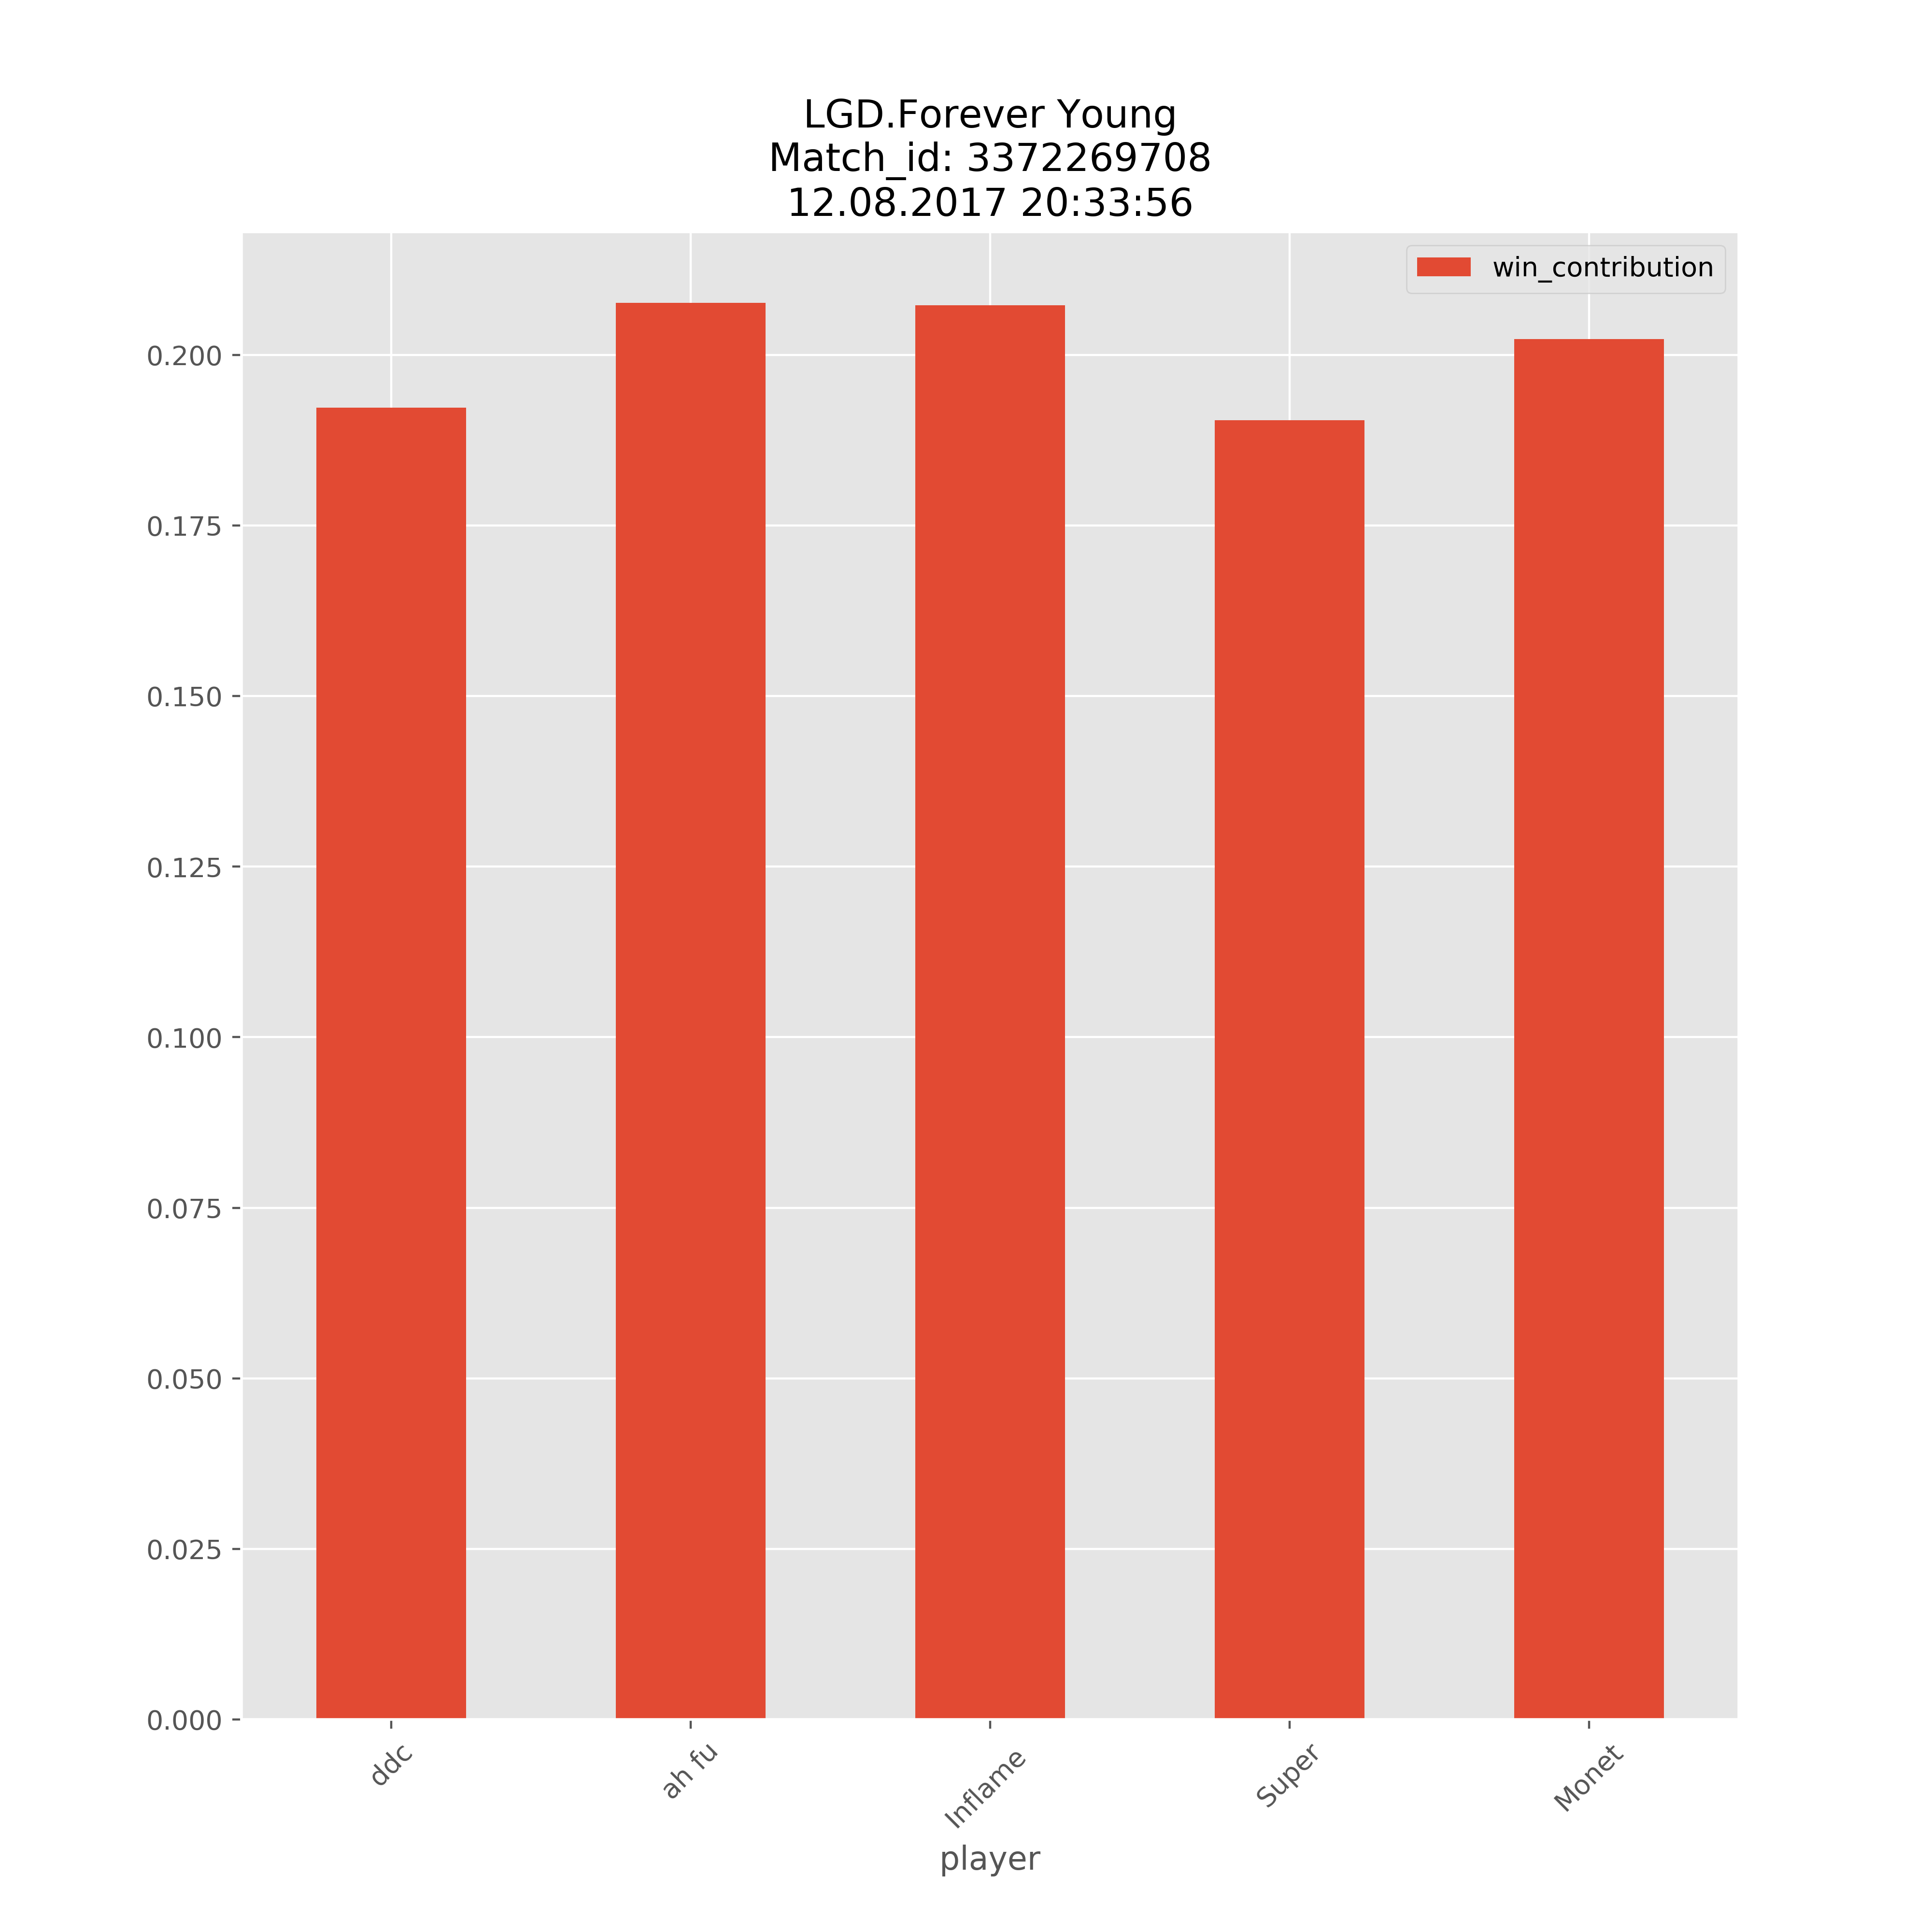 LGD.Forever Young
Match_id: 3372269708
12.08.2017 20:33:56
win_contribution
0.200
0.175
0.150
0.125
0.100
0.075
0.050
0.025
0.000
ddc
ah fu
Inflame
Super
Monet
player